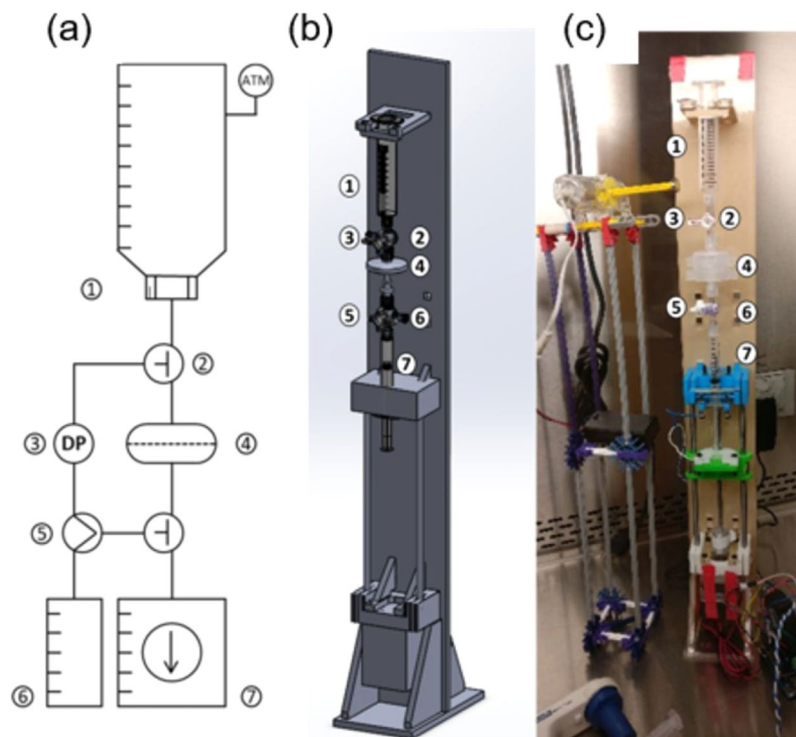 (a)
ATM
①
②
③ DP ④
⑤
⑥ ⑦
(b)
①
③ ②
④
⑤ ⑥
⑦
(c)
①
③ ②
④
⑤ ⑥
⑦